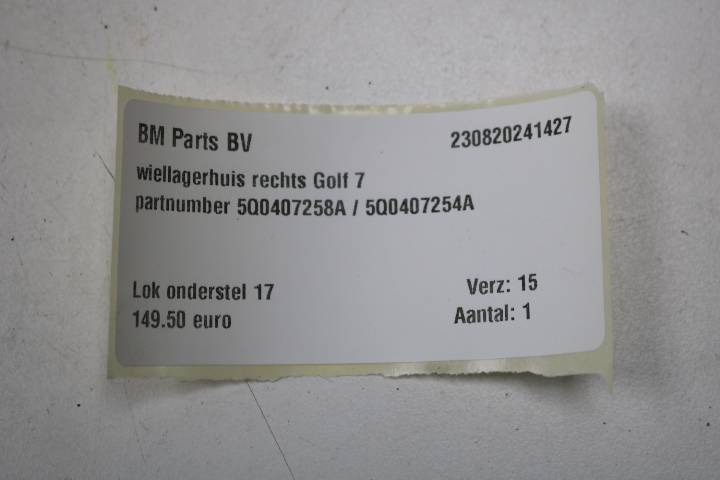 BM Parts BV 230820241427
wiellagerhuis rechts Golf 7
partnumber 5Q0407258A / 5Q0407254A
Lok onderstel 17 Verz: 15
149.50 euro Aantal: 1